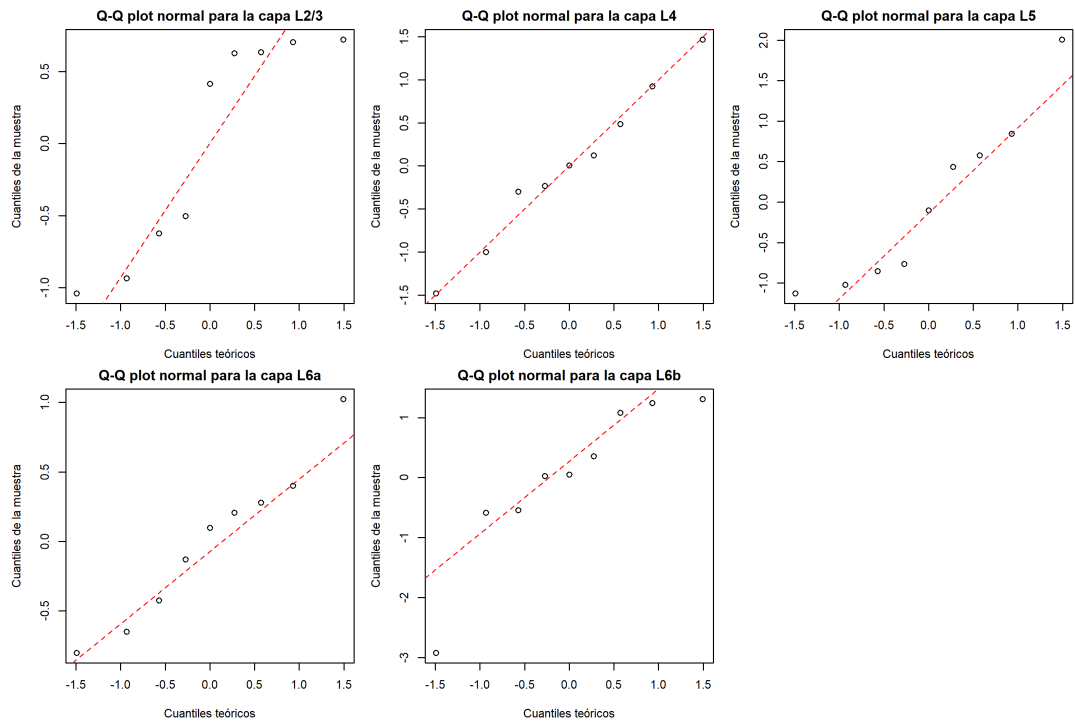 Q-Q plot normal para la capa L2/3
Cuantiles de la muestra
0.5
0.0
-0.5
-1.0
-1.5 -1.0 -0.5 0.0 0.5 1.0 1.5
Cuantiles teóricos
Q-Q plot normal para la capa L4
Cuantiles de la muestra
1.5
1.0
0.5
0.0
-0.5
-1.0
-1.5
-1.5 -1.0 -0.5 0.0 0.5 1.0 1.5
Cuantiles teóricos
Q-Q plot normal para la capa L5
Cuantiles de la muestra
2.0
1.5
1.0
0.5
0.0
-0.5
-1.0
-1.5 -1.0 -0.5 0.0 0.5 1.0 1.5
Cuantiles teóricos
Q-Q plot normal para la capa L6a
Cuantiles de la muestra
1.0
0.5
0.0
-0.5
-1.5 -1.0 -0.5 0.0 0.5 1.0 1.5
Cuantiles teóricos
Q-Q plot normal para la capa L6b
Cuantiles de la muestra
1
0
-1
-2
-3
-1.5 -1.0 -0.5 0.0 0.5 1.0 1.5
Cuantiles teóricos